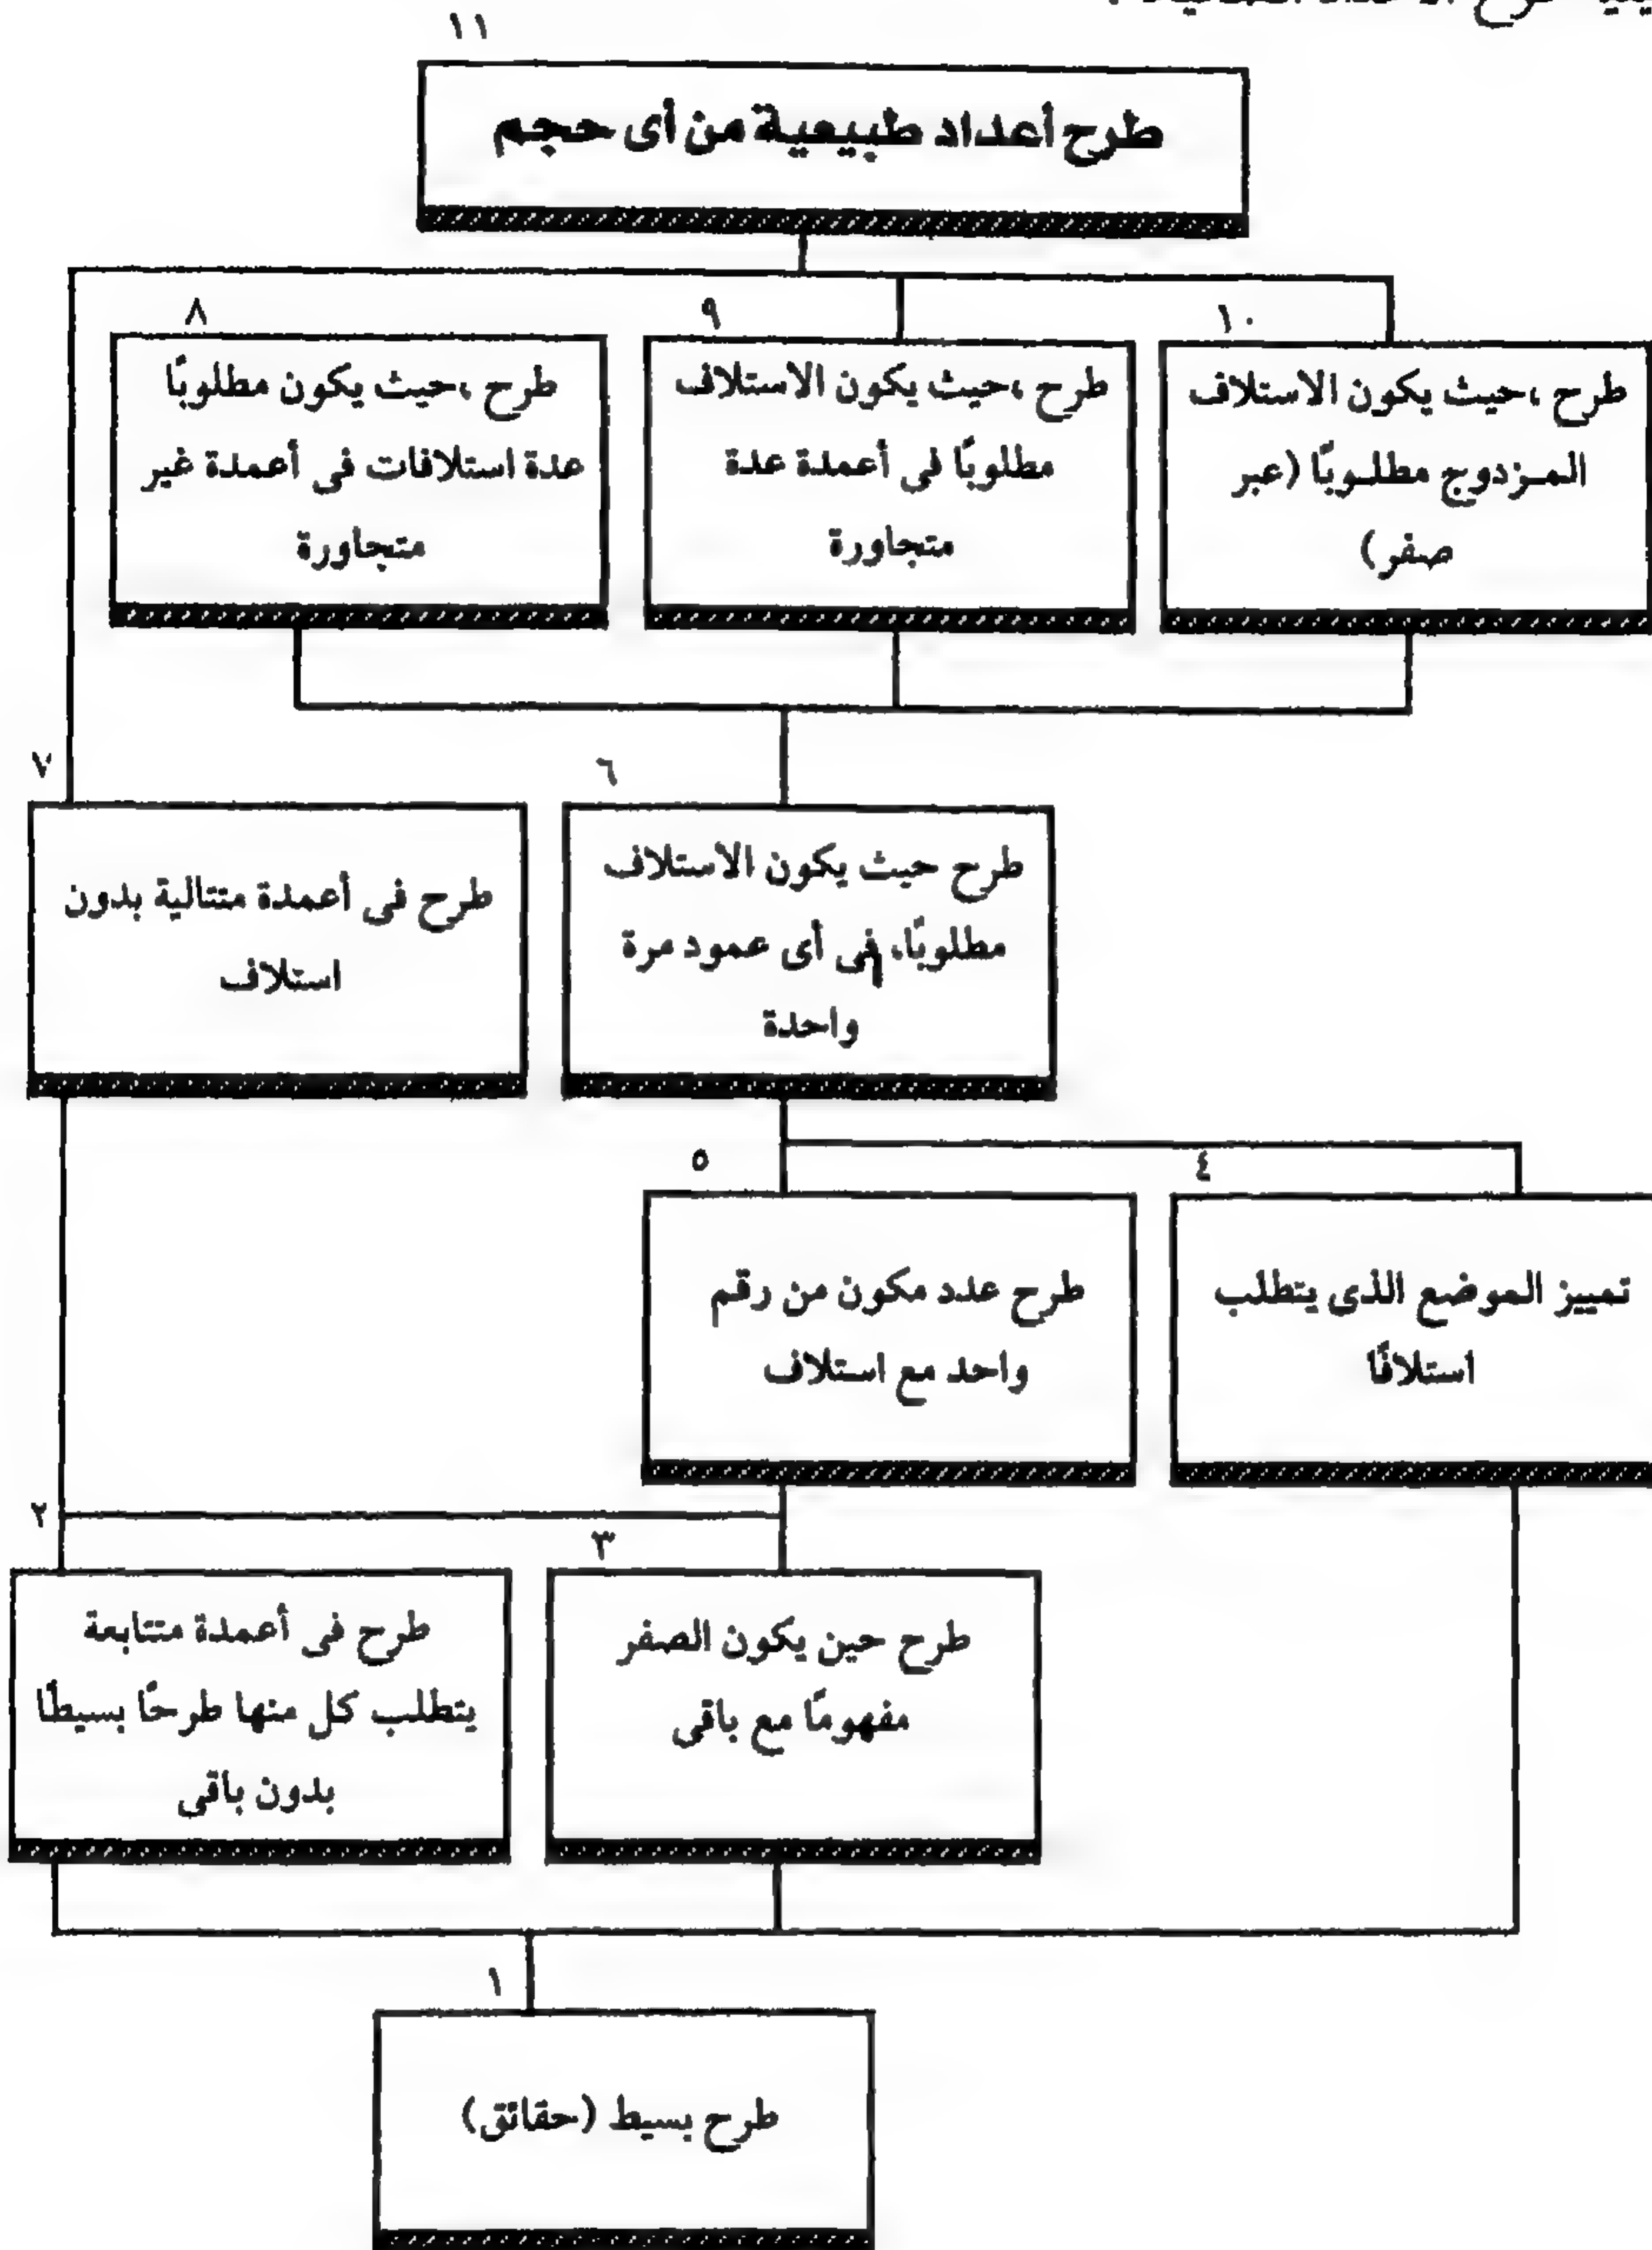 ١١
طرح أعداد طبيعية من أى حجم
٨
طرح ،حيث يكون مطلوبًا
عدة استلافات فى أعمدة غير
متجاورة
٩
طرح ،حيث يكون الاستلاف
مطلوبًا فى أعمدة عدة
متجاورة
١٠
طرح ،حيث يكون الاستلاف
المـزدوج مطلـوبًا (عبر
صفر)
٧
طرح فى أعمدة متتالية بدون
استلاف
٦
طرح حيث يكون الاستلاف
مطلوبًا، فى أى عمود مرة
واحدة
٥
طرح عدد مكون من رقم
واحد مع استلاف
٤
تمييز الموضع الذى يتطلب
استلافًا
٢
طرح فى أعمدة متتابعة
يتطلب كل منها طرحًا بسيطًا
بدون باقى
٣
طرح حين يكون الصفر
مفهومًا مع باقى
١
طرح بسيط (حقائق)